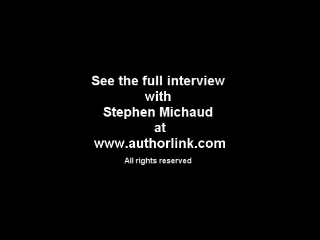 See the full interview
with
Stephen Michaud
at
www.authorlink.com
All rights reserved